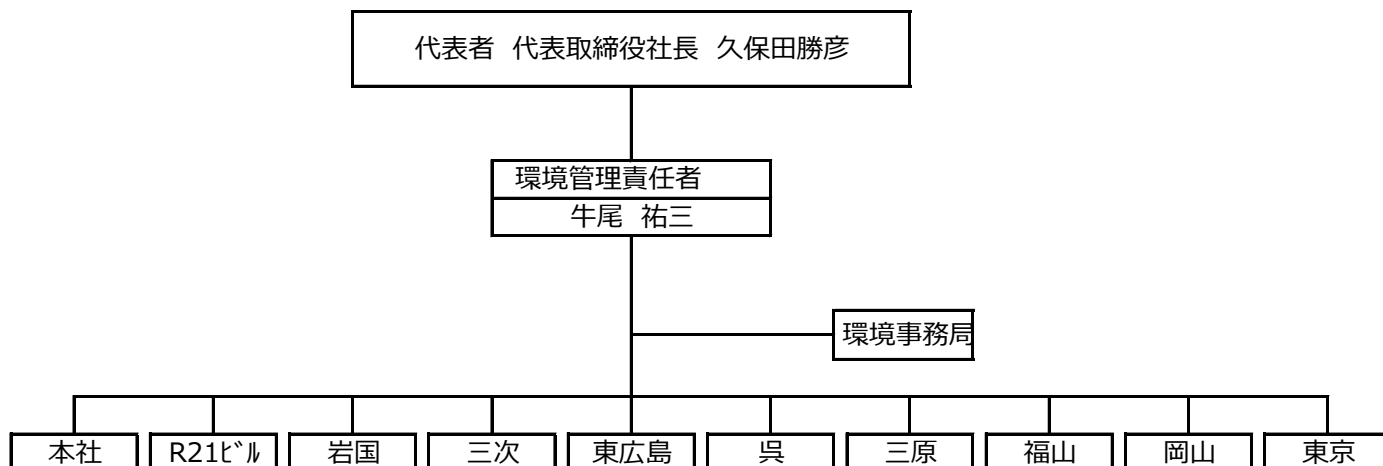 代表者 代表取締役社長 久保田勝彦
環境管理責任者
牛尾 祐三
環境事務局
本社 R21ﾋﾞﾙ 岩国 三次 東広島 呉 三原 福山 岡山 東京